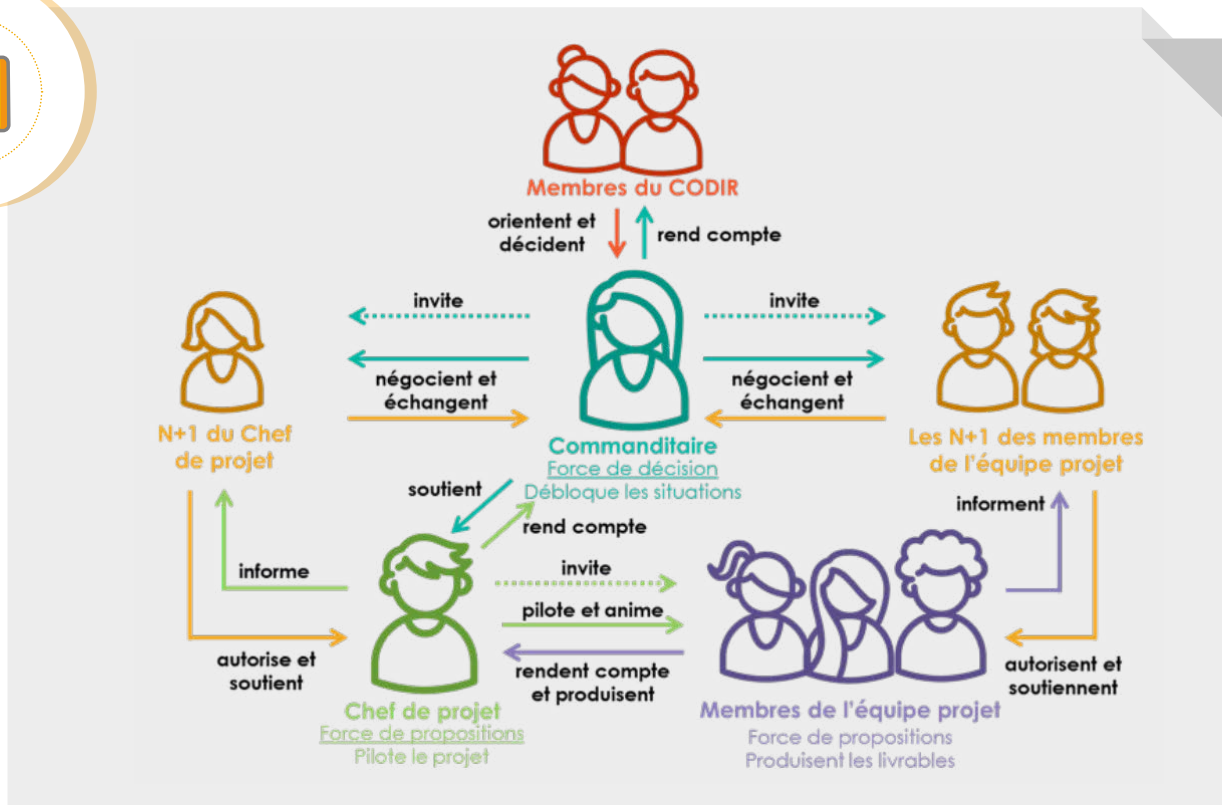 Membres du CODIR
orientent et
décident
rend compte
invite
invite
négocient et
échangent
négocient et
échangent
N+1 du Chef
de projet
Commanditaire
Force de décision
Débloque les situations
Les N+1 des membres
de l'équipe projet
soutient
rend compte
informent
informe
invite
pilote et anime
autorise et
soutient
rendent compte
et produisent
autorisent et
soutiennent
Chef de projet
Force de propositions
Pilote le projet
Membres de l'équipe projet
Force de propositions
Produisent les livrables